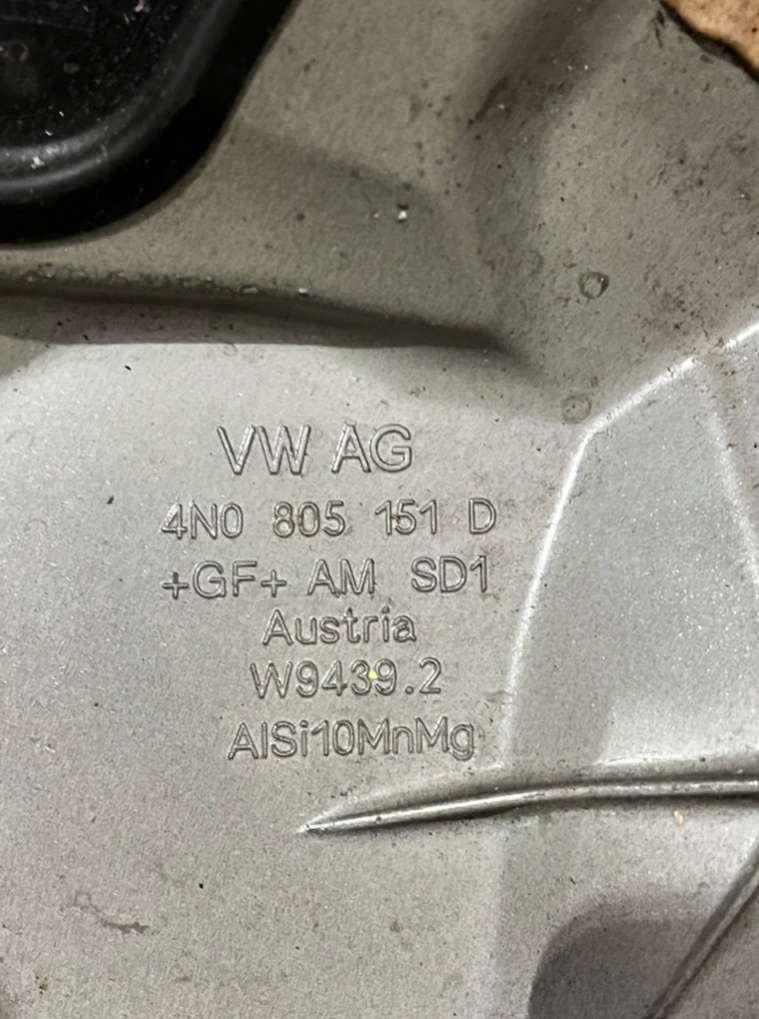 VW AG
4N0 805 151 D
+GF+ AM SD1
Austria
W9439.2
AlSi10MnMg